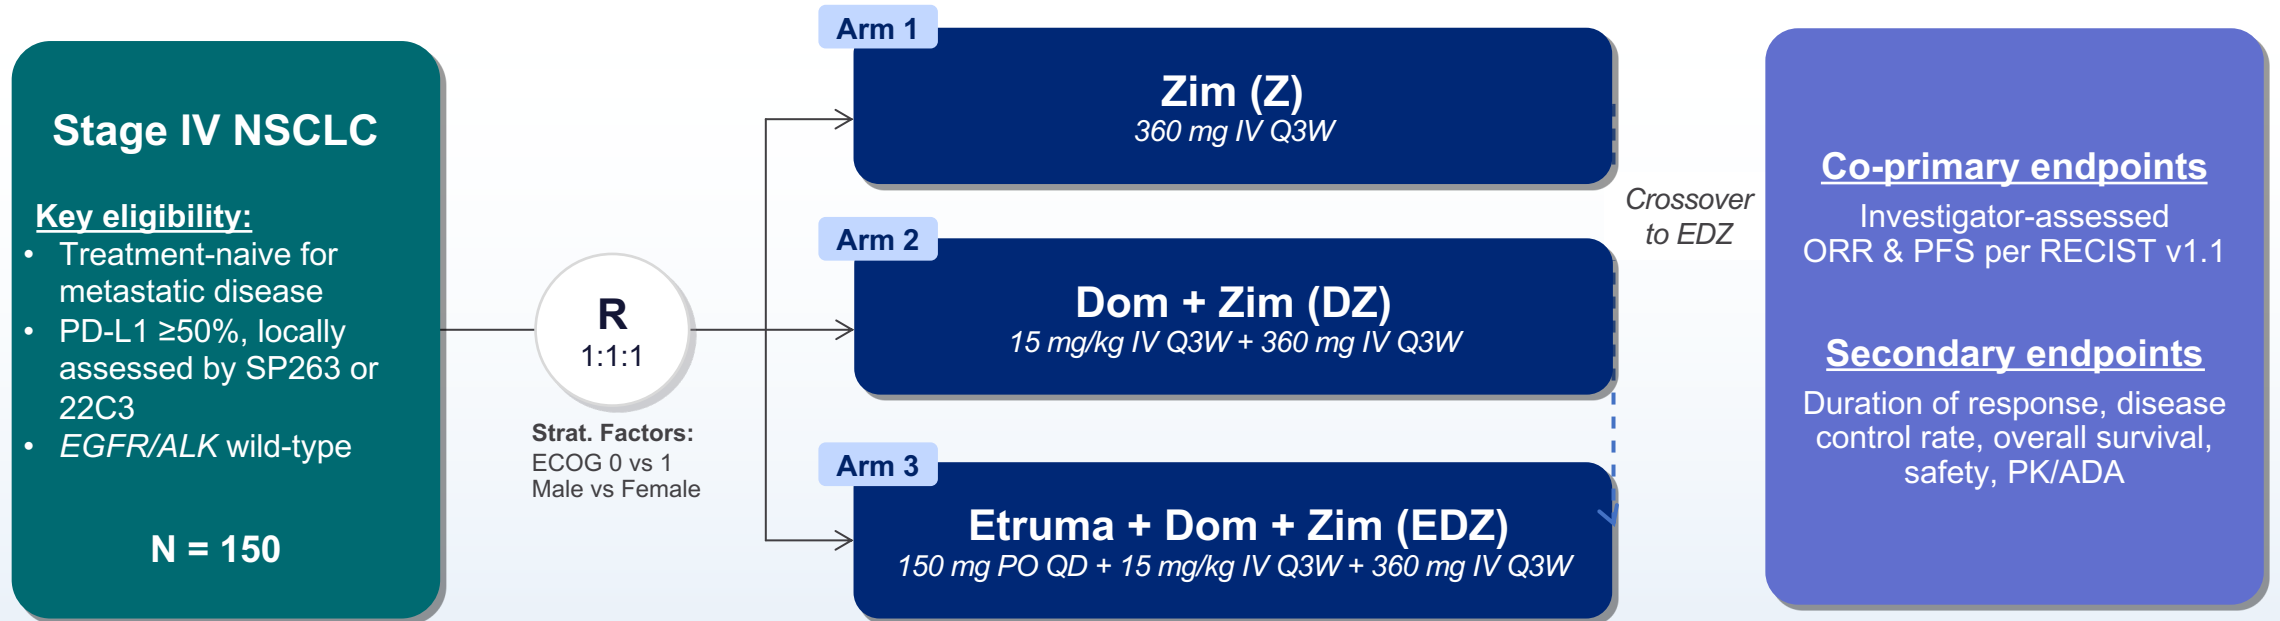 Stage IV NSCLC
Key eligibility:
• Treatment-naive for
metastatic disease
• PD-L1 ≥50%, locally
assessed by SP263 or
22C3
• EGFR/ALK wild-type
N = 150
R
1:1:1
Strat. Factors:
ECOG 0 vs 1
Male vs Female
Arm 1
Zim (Z)
360 mg IV Q3W
Arm 2
Dom + Zim (DZ)
15 mg/kg IV Q3W + 360 mg IV Q3W
Arm 3
Etruma + Dom + Zim (EDZ)
150 mg PO QD + 15 mg/kg IV Q3W + 360 mg IV Q3W
Crossover
to EDZ
Co-primary endpoints
Investigator-assessed
ORR & PFS per RECIST v1.1
Secondary endpoints
Duration of response, disease
control rate, overall survival,
safety, PK/ADA